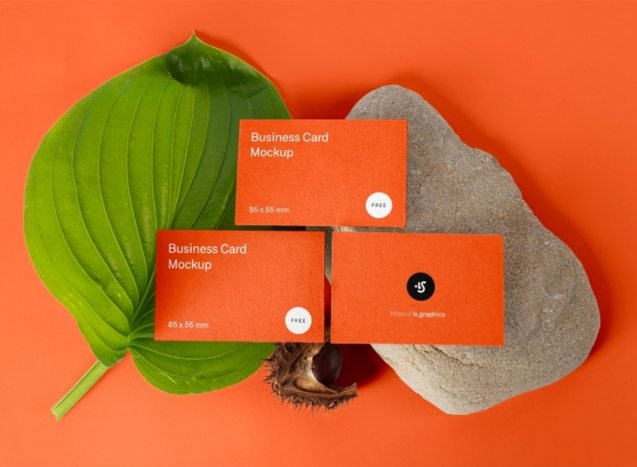 Business Card
Mockup
85 x 55 mm
FREE
Business Card
Mockup
85 x 55 mm
FREE
https:// ls.graphics